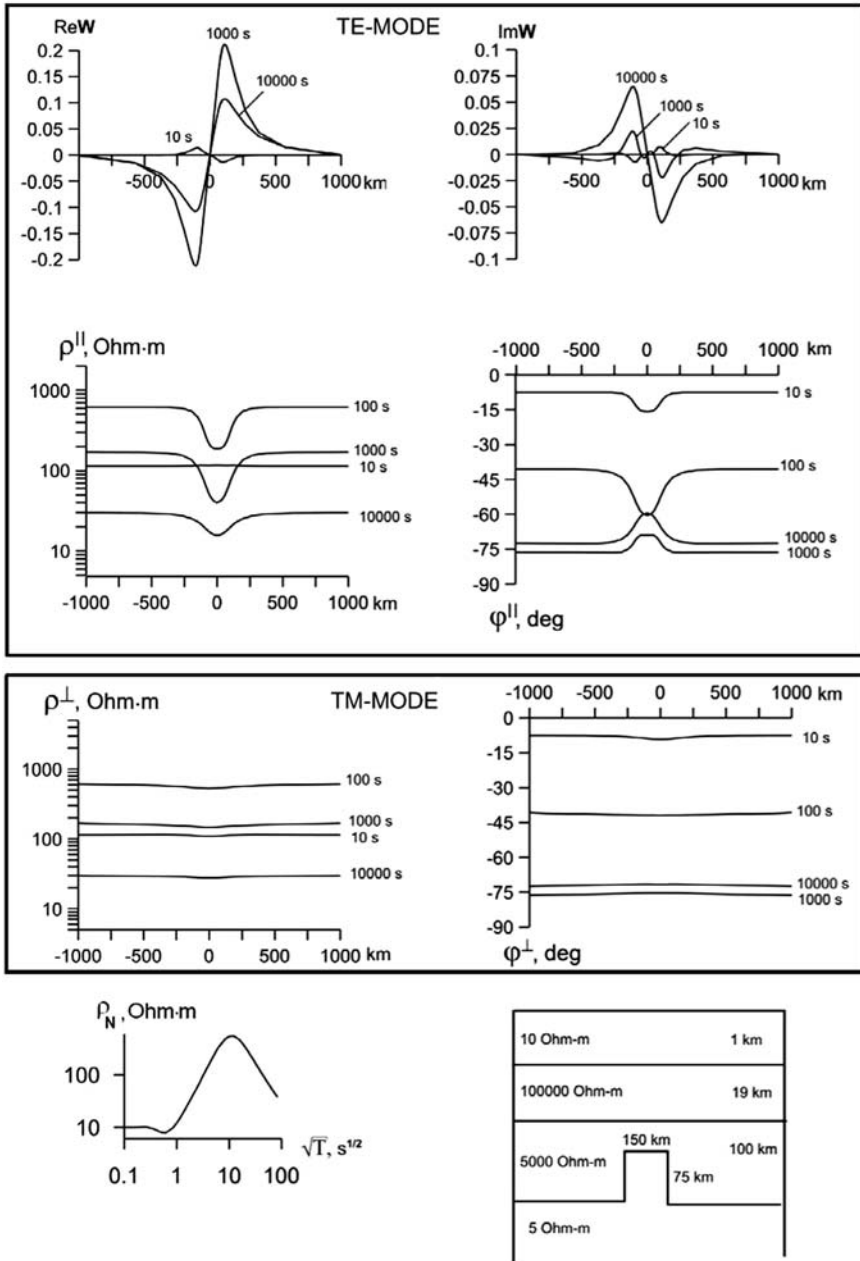 ReW TE-MODE ImW
1000 s
10000 s
10 s
0.2
0.15
0.1
0.05
0
-0.05
-0.1
-0.15
-0.2
-500 0 500 1000 km
0.1
0.075
0.05
0.025
0
-0.025
-0.05
-0.075
-0.1
10000 s
1000 s
10 s
-500 0 500 1000 km
ρ||, Ohm·m
1000
100
10
100 s
1000 s
10 s
10000 s
-1000 -500 0 500 1000 km
-1000 -500 0 500 km
0
-15
-30
-45
-60
-75
-90
10 s
100 s
10000 s
1000 s
φ||, deg
ρ⊥, Ohm·m TM-MODE
1000
100
10
100 s
1000 s
10 s
10000 s
-1000 -500 0 500 1000 km
-1000 -500 0 500 km
0
-15
-30
-45
-60
-75
-90
10 s
100 s
10000 s
1000 s
φ⊥, deg
ρN, Ohm·m
100
10
√T, s1/2
0.1 1 10 100
10 Ohm-m 1 km
100000 Ohm-m 19 km
150 km 100 km
5000 Ohm-m 75 km
5 Ohm-m